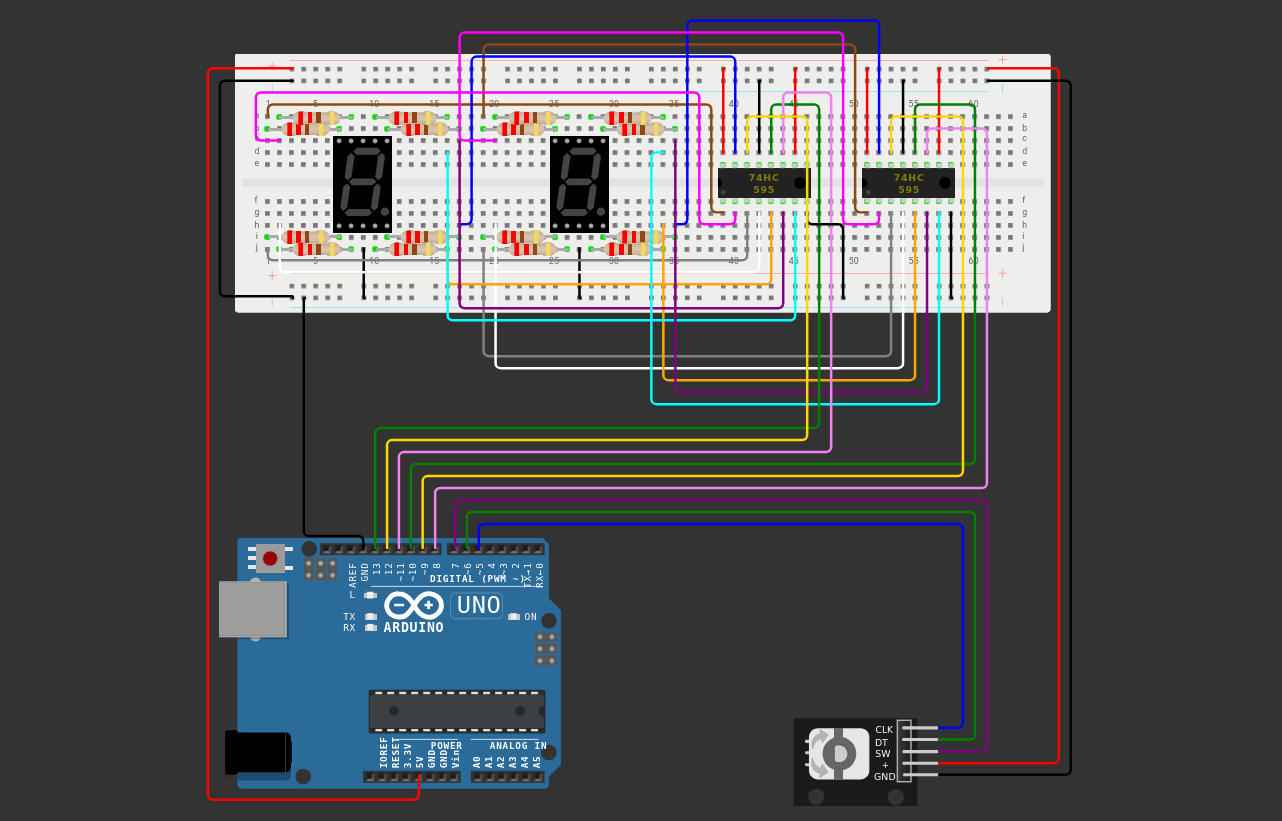 1 5 10 15 20 25 30 35 40 45 50 55 60
a a
b b
c c
d d
e e
74HC 74HC
595 595
f f
g g
h h
i i
j j
1 5 10 15 20 25 30 35 40 45 50 55 60
AREF GND 13 12 ~11 ~10 ~9 8 7 ~6 ~5 4 ~3 2 TX→1 RX←0
DIGITAL (PWM ~)
L
UNO
TX ON
RX ARDUINO
CLK
DT
SW
+
GND
POWER ANALOG IN
IOREF RESET 3.3V 5V GND GND Vin A0 A1 A2 A3 A4 A5